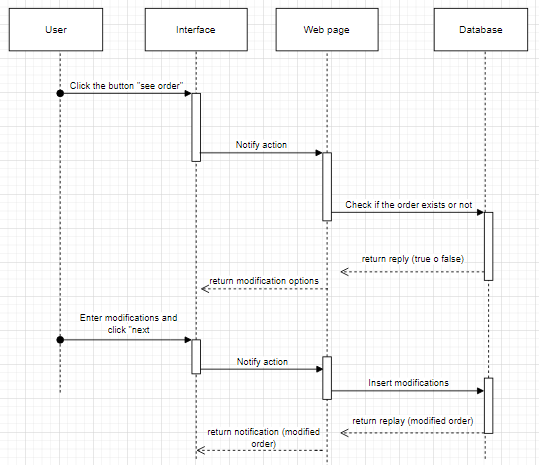 User
Interface
Web page
Database
Click the button "see order"
Notify action
Check if the order exists or not
return reply (true o false)
return modification options
Enter modifications and
click "next
Notify action
Insert modifications
return replay (modified order)
return notification (modified
order)